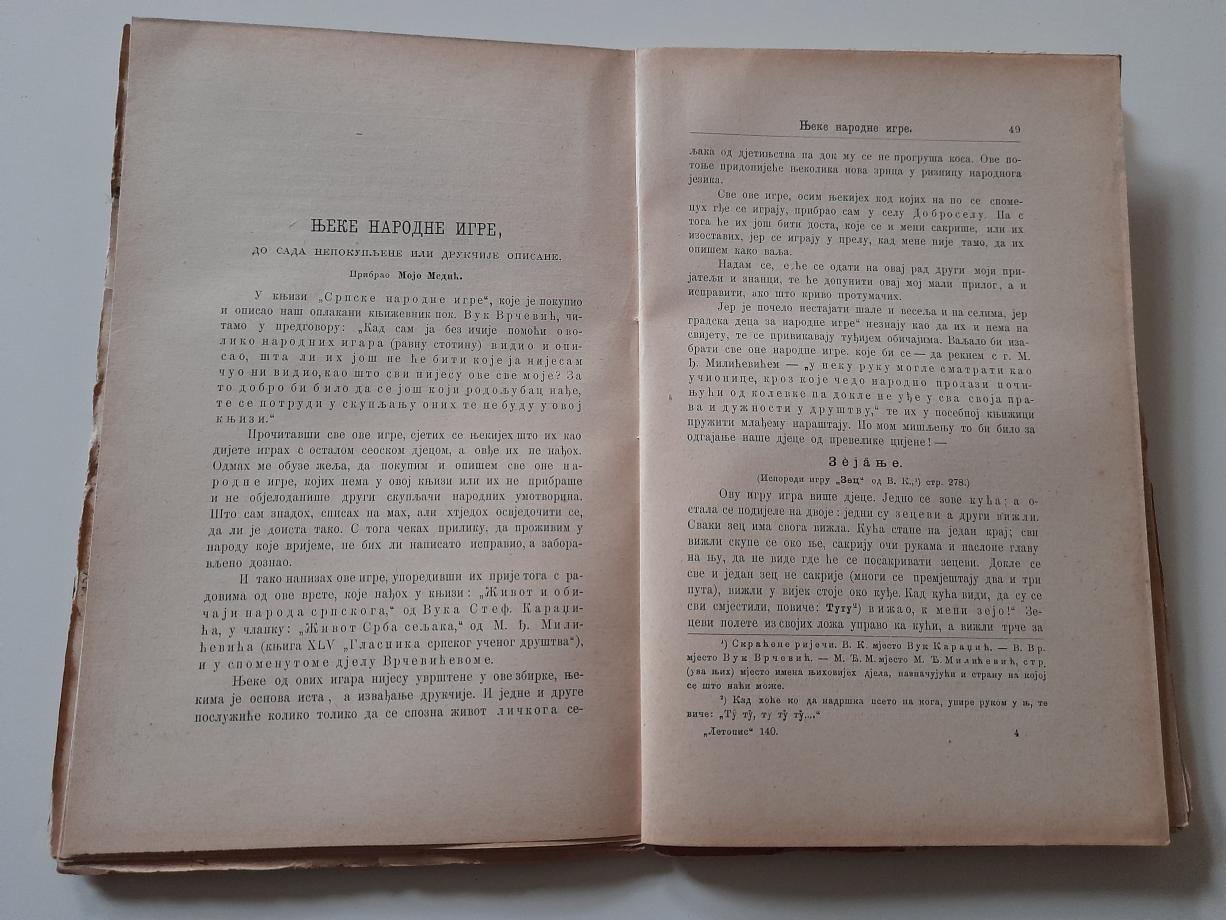 ЊЕКЕ НАРОДНЕ ИГРЕ,
ДО САДА НЕПОКУПЉЕНЕ ИЛИ ДРУКЧИЈЕ ОПИСАНЕ.
Прибрао Мојо Медић.
У књизи „Српске народне игре“, које је покупио
и описао наш оплакани књижевник пок. Вук Врчевић, чи-
тамо у предговору: „Кад сам ја без ичије помоћи ово-
лико народних игара (равну стотину) видио и опи-
сао, шта ли их још не ће бити које ја нијесам
чуо ни видио, као што сви нијесу ове све моје? За
то добро би било да се још који родољубац нађе,
те се потруди у скупљању оних те не буду у овој
књизи.“
Прочитавши све ове игре, сјетих се њекијех што их као
дијете играх с осталом сеоском дјецом, а овђе их не нађох.
Одмах ме обузе жеља, да покупим и опишем све оне на-
родне игре, којих нема у овој књизи или их не прибраше
и не објелоданише други скупљачи народних умотворина.
Што сам знадох, списах на мах, али хтједох освједочити се,
да ли је доиста тако. С тога чеках прилику, да проживим у
народу које вријеме, не бих ли написато исправио, а забора-
вљено дознао.
И тако нанизах ове игре, упоредивши их прије тога с ра-
довима од ове врсте, које нађох у књизи: „Живот и оби-
чаји народа српскога,“ од Вука Стеф. Караџи-
ћа, у чланку: „Живот Срба сељака,“ од М. Ђ. Мили-
ћевића (књига XLV „Гласника српског ученог друштва“),
и у споменутоме дјелу Врчевићевоме.
Њеке од ових игара нијесу уврштене у ове збирке, ње-
кима је основа иста , а извађање друкчије. И једне и друге
послужиће колико толико да се спозна живот личкога се-
Њеке народне игре. 49
љака од дјетињства па док му се не прогруша коса. Ове по-
тоње придонијеће њеколика нова зрнца у ризницу народнога
језика.
Све ове игре, осим њекијех код којих на по се споме-
нух гђе се играју, прибрао сам у селу Доброселу. Па с
тога ће их још бити доста, које се и мени сакрише, или их
изоставих, јер се играју у прелу, кад мене није тамо, да их
опишем како ваља.
Надам се, е ће се одати на овај рад други моји при-
јатељи и знанци, те ће допунити овај мој мали прилог, а и
исправити, ако што криво протумачих.
Јер је почело нестајати шале и весеља и на селима, јер
градска деца за народне игре“ незнају као да их и нема на
свијету, те се привикавају туђијем обичајима. Ваљало би иза-
брати све оне народне игре. које би се — да рекнем с г. М.
Ђ. Милићевићем — „у неку руку могле сматрати као
учионице, кроз које чедо народно пролази почи-
њући од колевке па докле не уђе у сва своја пра-
ва и дужности у друштву,“ те их у посебној књижици
пружити млађему нараштају. По мом мишљењу то би било за
одгајање наше дјеце од превелике цијене! —
Зеjање.
(Испореди игру „Зец“ од В. К.,¹) стр. 278.)
Ову игру игра више дјеце. Једно се зове кућа; а о-
стала се подијеле на двоје: једни су зецеви а други вижли.
Сваки зец има свога вижла. Кућа стане на један крај; сви
вижли скупе се око ње, сакрију очи рукама и наслоне главу
на њу, да не виде где ће се посакривати зецеви. Докле се
све и један зец не сакрије (многи се премјештају два и три
пута), вижли у вијек стоје око куће. Кад кућа види, да су се
сви смјестили, повиче: Туту²) вижао, к мени зејо!“ Зе-
цеви полете из својих ложа управо ка кући, а вижли трче за
¹) Скраћене ријечи. В. К. мјесто Вук Караџић. — В. Вр.
мјесто Вук Врчевић. — М. Ђ. М. мјесто М. Ђ. Милићевић, стр.
(ува њих) мјесто имена њиховијех дјела, назначујући и страну на којој
се што наћи може.
²) Кад хоће ко да надршка псето на кога, упире руком у њ, те
виче: „Ту̏ ту̏, ту ту̏ ту̏....“
„Летопис“ 140. 4